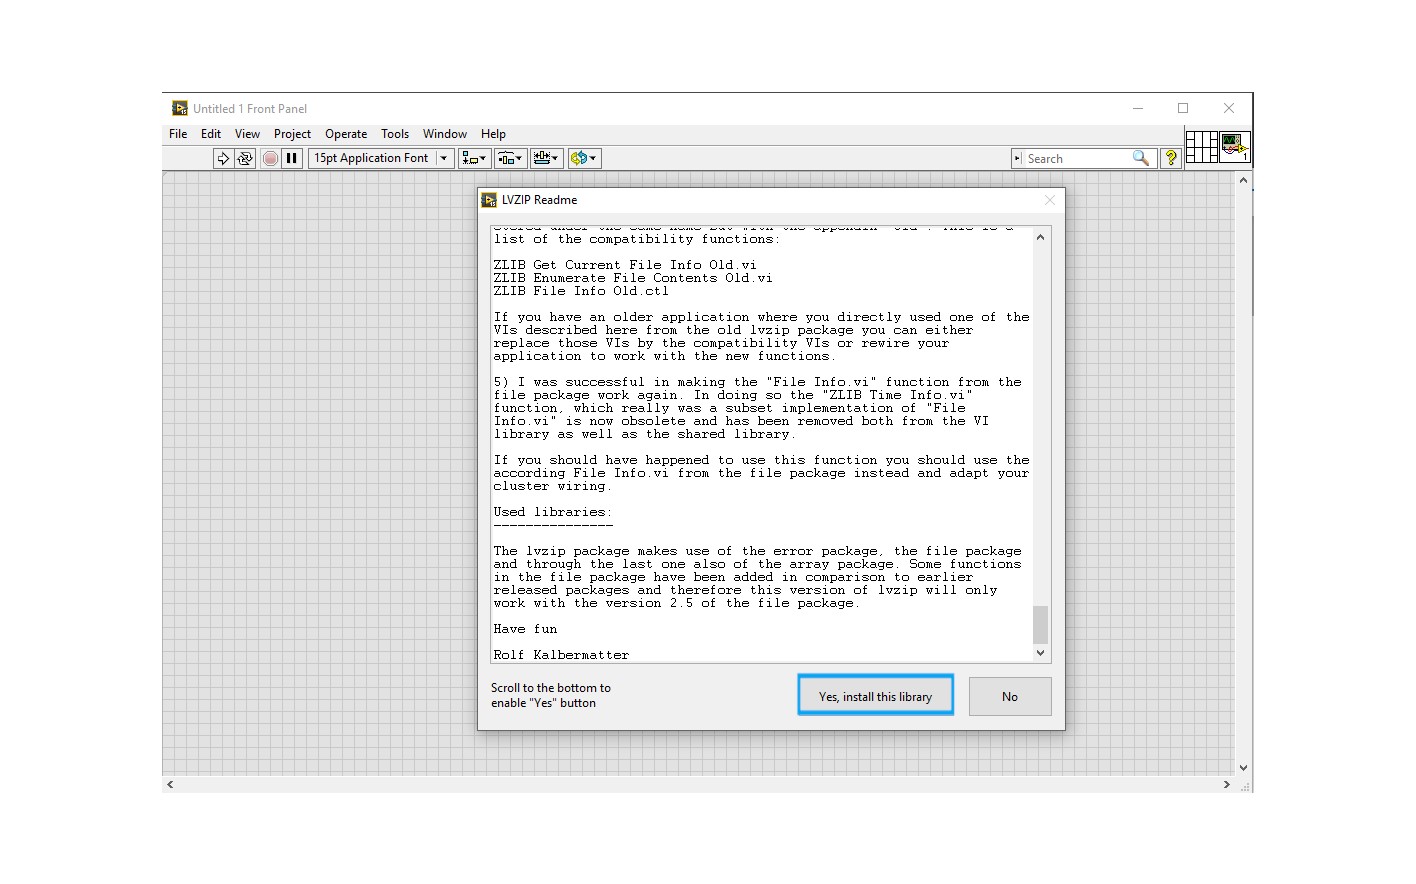 Untitled 1 Front Panel
File Edit View Project Operate Tools Window Help
15pt Application Font
Search
1
LVZIP Readme
list of the compatibility functions:
ZLIB Get Current File Info Old.vi
ZLIB Enumerate File Contents Old.vi
ZLIB File Info Old.ctl
If you have an older application where you directly used one of the
VIs described here from the old lvzip package you can either
replace those VIs by the compatibility VIs or rewire your
application to work with the new functions.
5) I was successful in making the "File Info.vi" function from the
file package work again. In doing so the "ZLIB Time Info.vi"
function, which really was a subset implementation of "File
Info.vi" is now obsolete and has been removed both from the VI
library as well as the shared library.
If you should have happened to use this function you should use the
according File Info.vi from the file package instead and adapt your
cluster wiring.
Used libraries:
---------------
The lvzip package makes use of the error package, the file package
and through the last one also of the array package. Some functions
in the file package have been added in comparison to earlier
released packages and therefore this version of lvzip will only
work with the version 2.5 of the file package.
Have fun
Rolf Kalbermatter
Scroll to the bottom to
enable "Yes" button
Yes, install this library
No